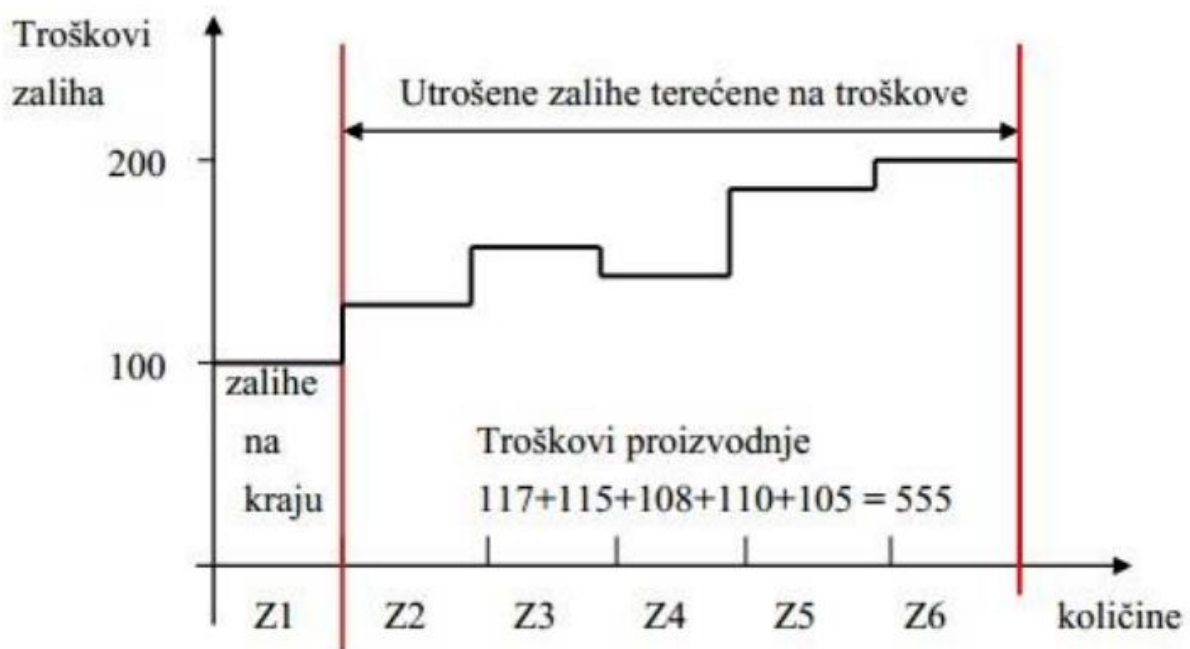 Troškovi
zaliha
Utrošene zalihe terećene na troškove
200
100
zalihe
na
kraju
Troškovi proizvodnje
117+115+108+110+105 = 555
Z1 Z2 Z3 Z4 Z5 Z6 količine